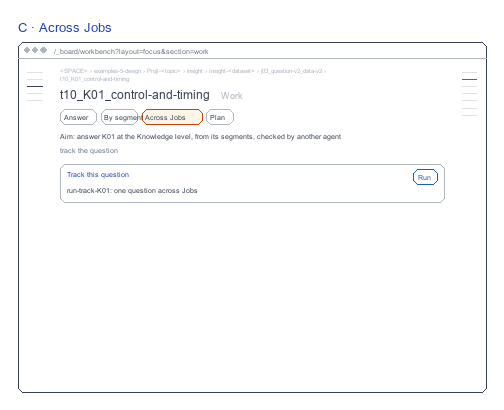 C · Across Jobs
/_board/workbench?layout=focus&section=work
<SPACE> › examples-5-design › Proji-<topic> › insight › insight-<dataset> › j03_question-v2_data-v2 ›
t10_K01_control-and-timing
t10_K01_control-and-timing Work
Answer By segment Across Jobs Plan
Aim: answer K01 at the Knowledge level, from its segments, checked by another agent
track the question
Track this question
Run
run-track-K01: one question across Jobs